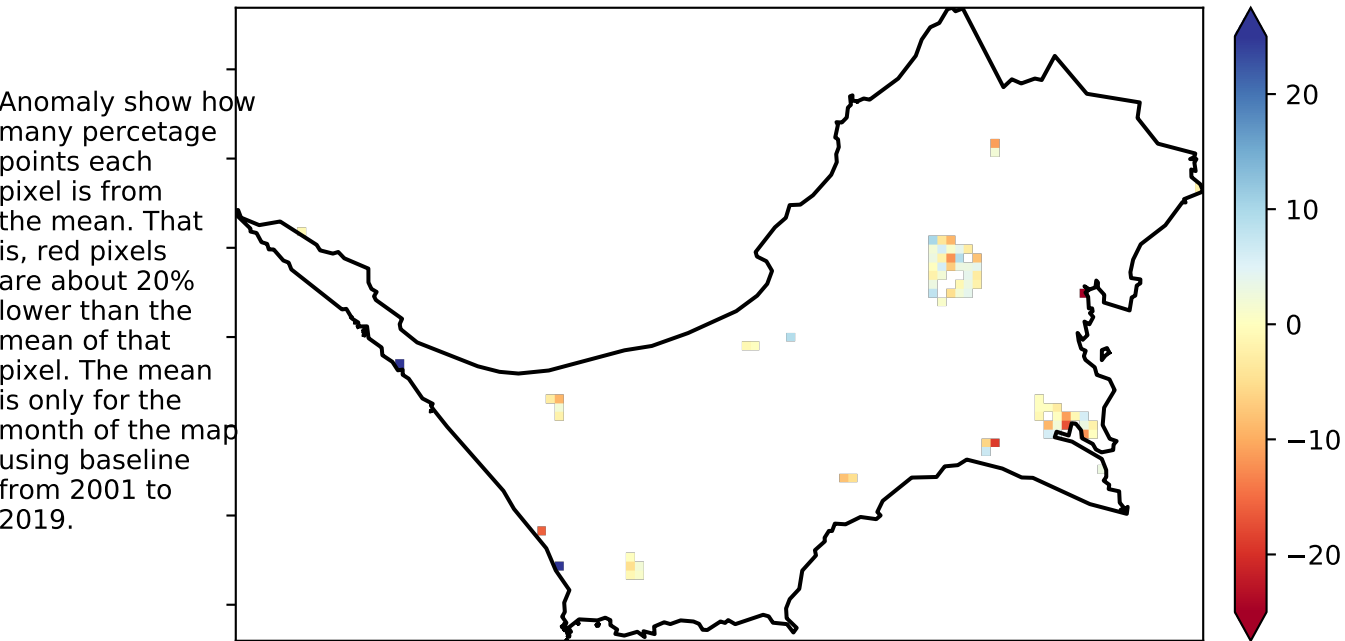 Anomaly show how
many percetage
points each
pixel is from
the mean. That
is, red pixels
are about 20%
lower than the
mean of that
pixel. The mean
is only for the
month of the map
using baseline
from 2001 to
2019.
20
10
0
−10
−20